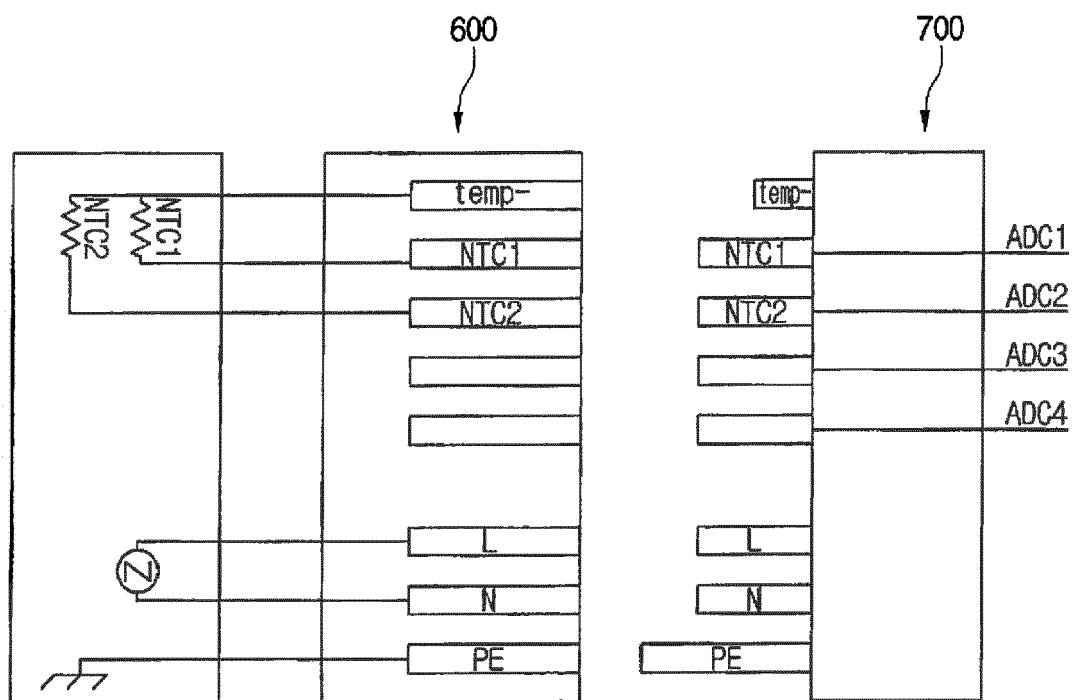 600
700
temp-
temp-
NTC2
NTC1
NTC1
NTC1
ADC1
NTC2
NTC2
ADC2
ADC3
ADC4
L
L
Z
N
N
PE
PE